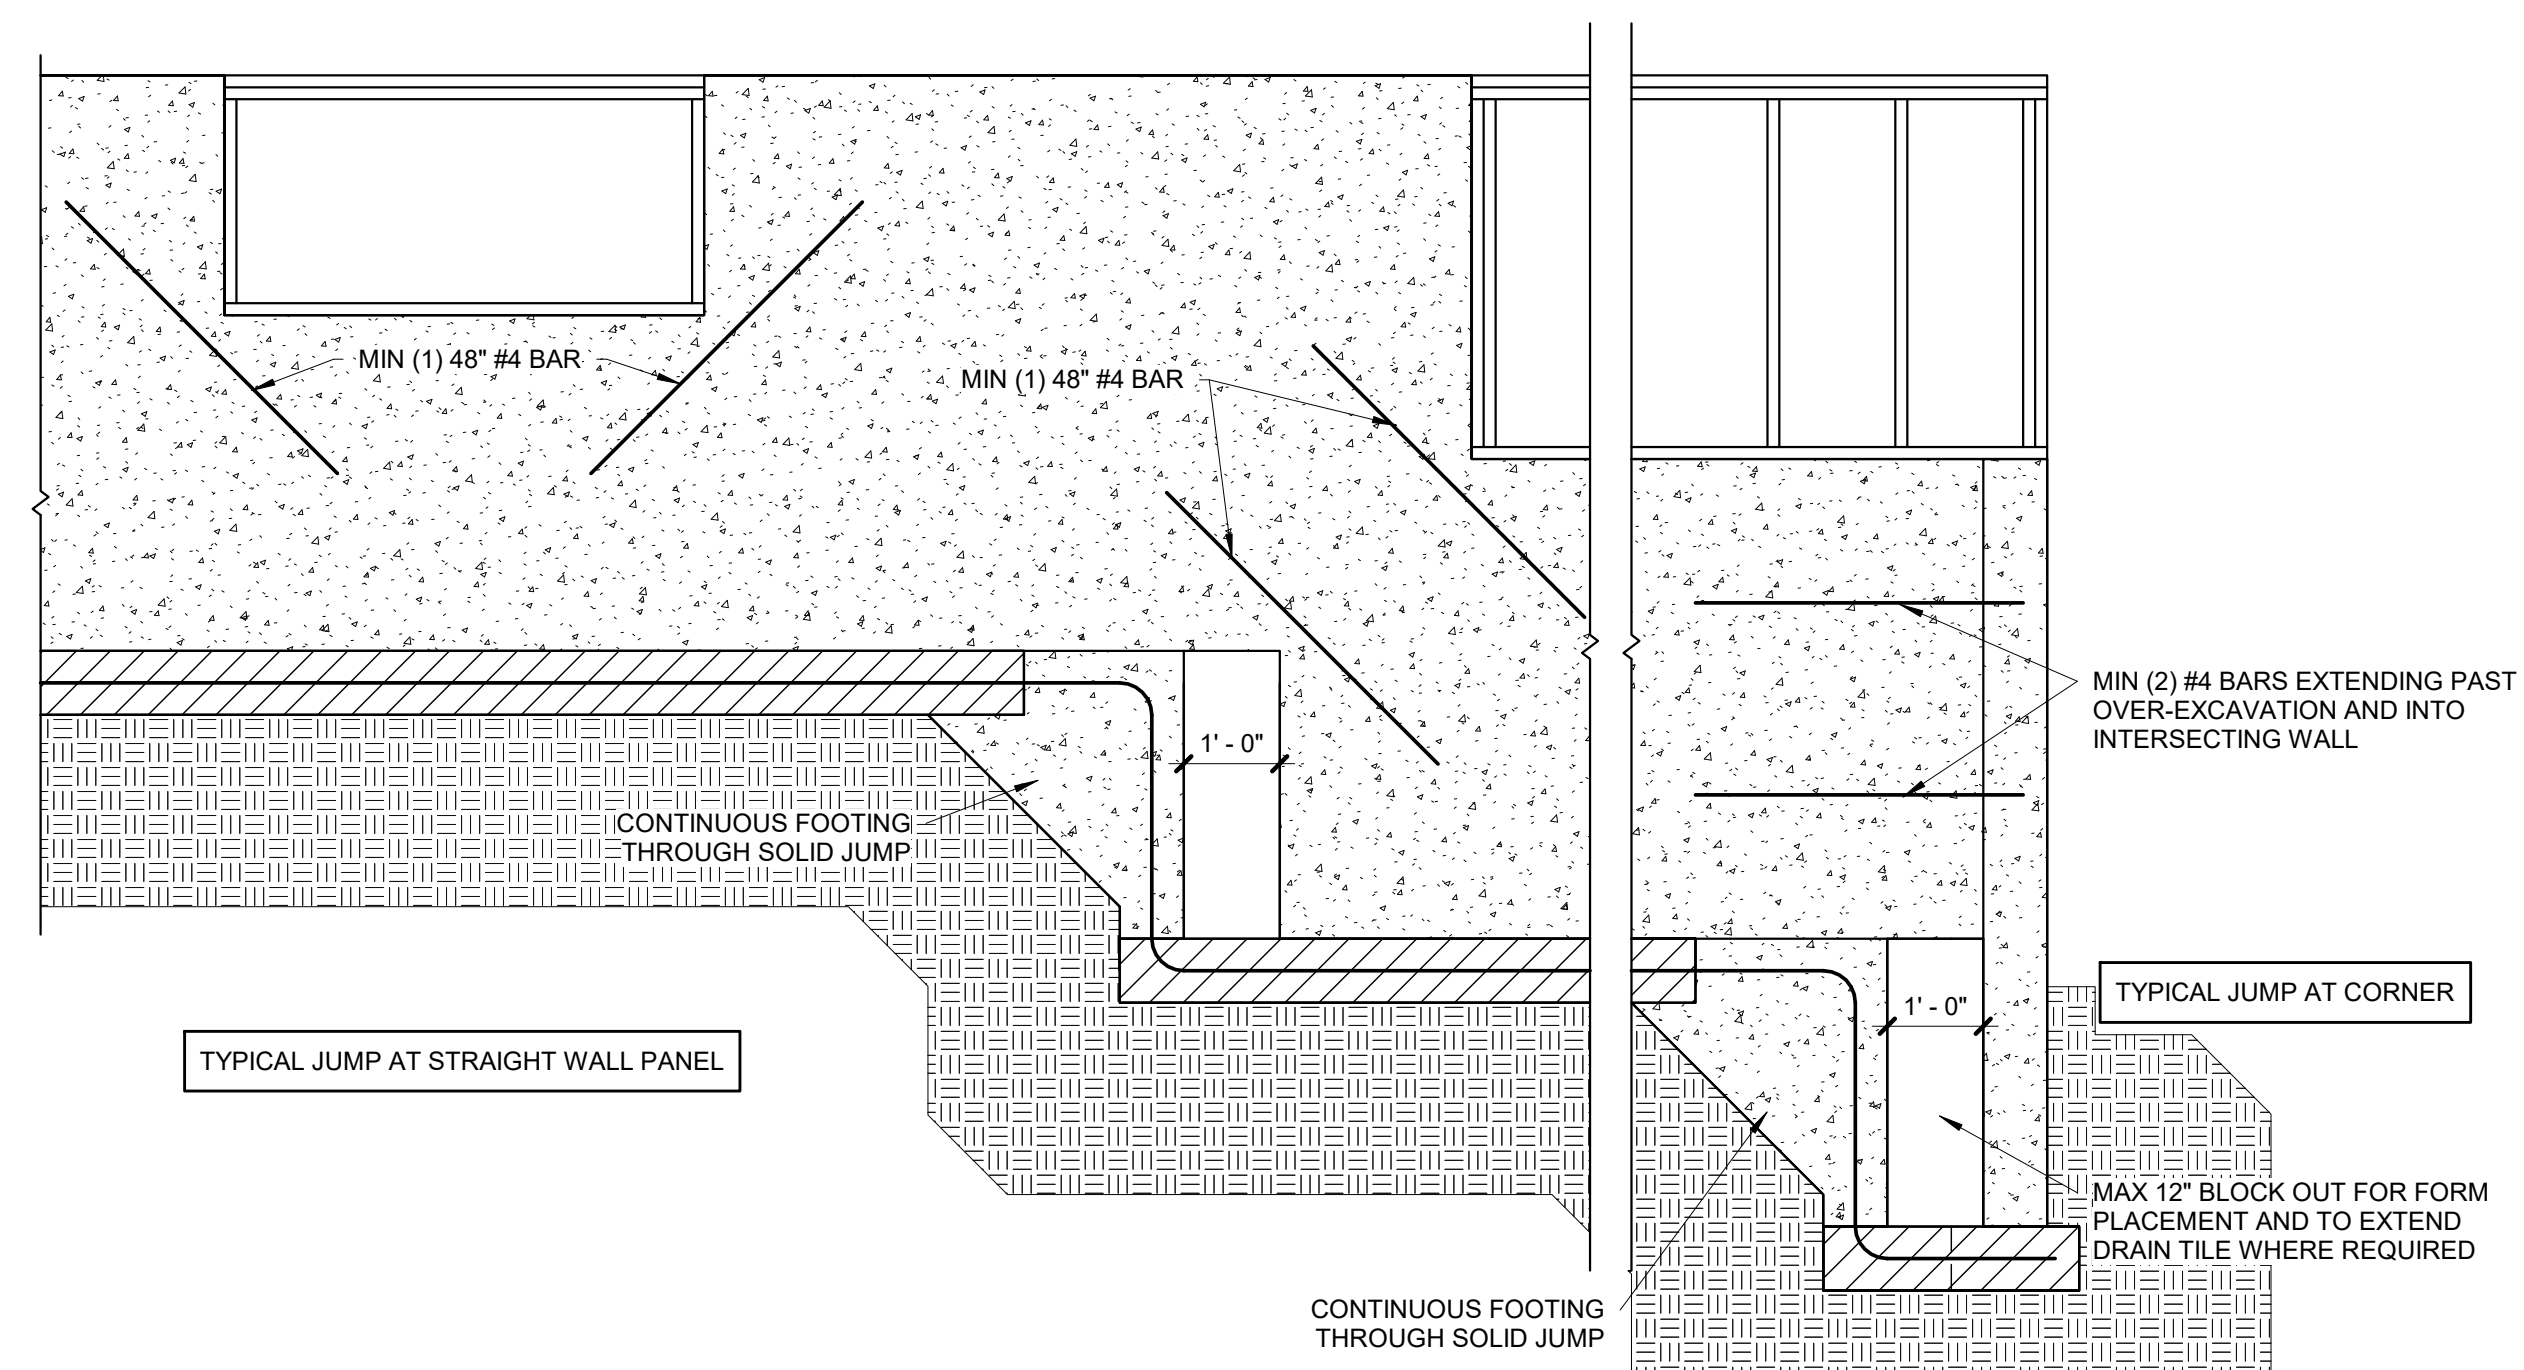 MIN (1) 48" #4 BAR
MIN (1) 48" #4 BAR
MIN (2) #4 BARS EXTENDING PAST
OVER-EXCAVATION AND INTO
INTERSECTING WALL
1' - 0"
CONTINUOUS FOOTING
THROUGH SOLID JUMP
TYPICAL JUMP AT CORNER
1' - 0"
TYPICAL JUMP AT STRAIGHT WALL PANEL
MAX 12" BLOCK OUT FOR FORM
PLACEMENT AND TO EXTEND
DRAIN TILE WHERE REQUIRED
CONTINUOUS FOOTING
THROUGH SOLID JUMP